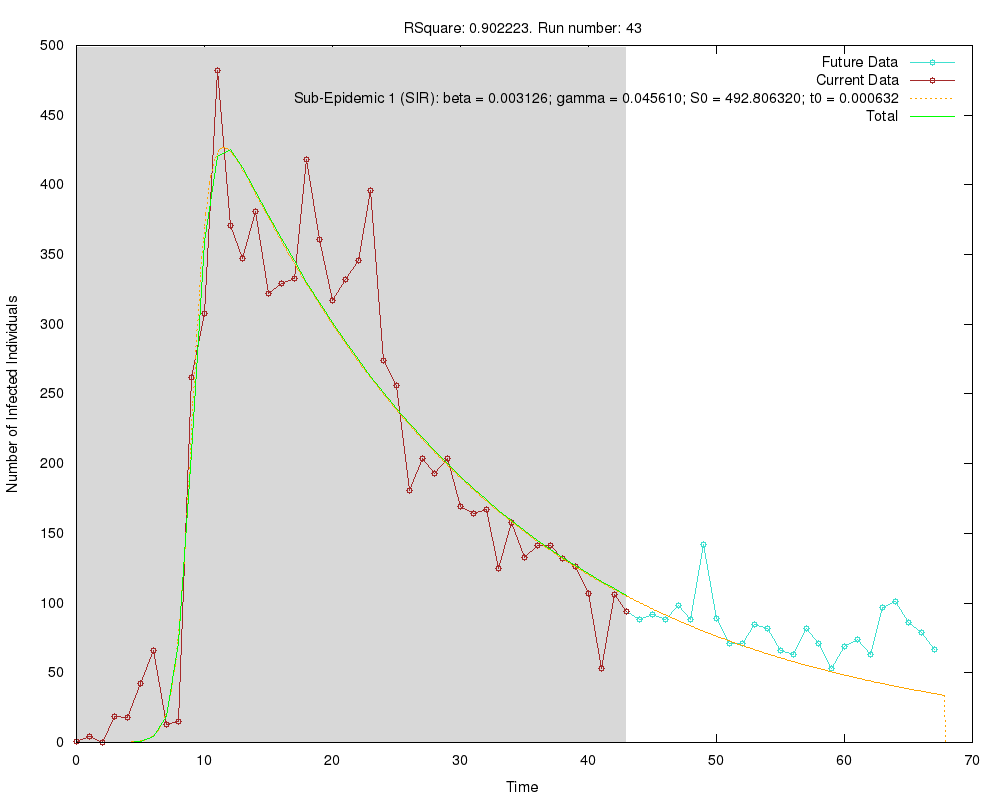 RSquare: 0.902223. Run number: 43
Future Data
Current Data
Sub-Epidemic 1 (SIR): beta = 0.003126; gamma = 0.045610; S0 = 492.806320; t0 = 0.000632
Total
500
450
400
350
300
250
200
150
100
50
0
Number of Infected Individuals
0 10 20 30 40 50 60 70
Time